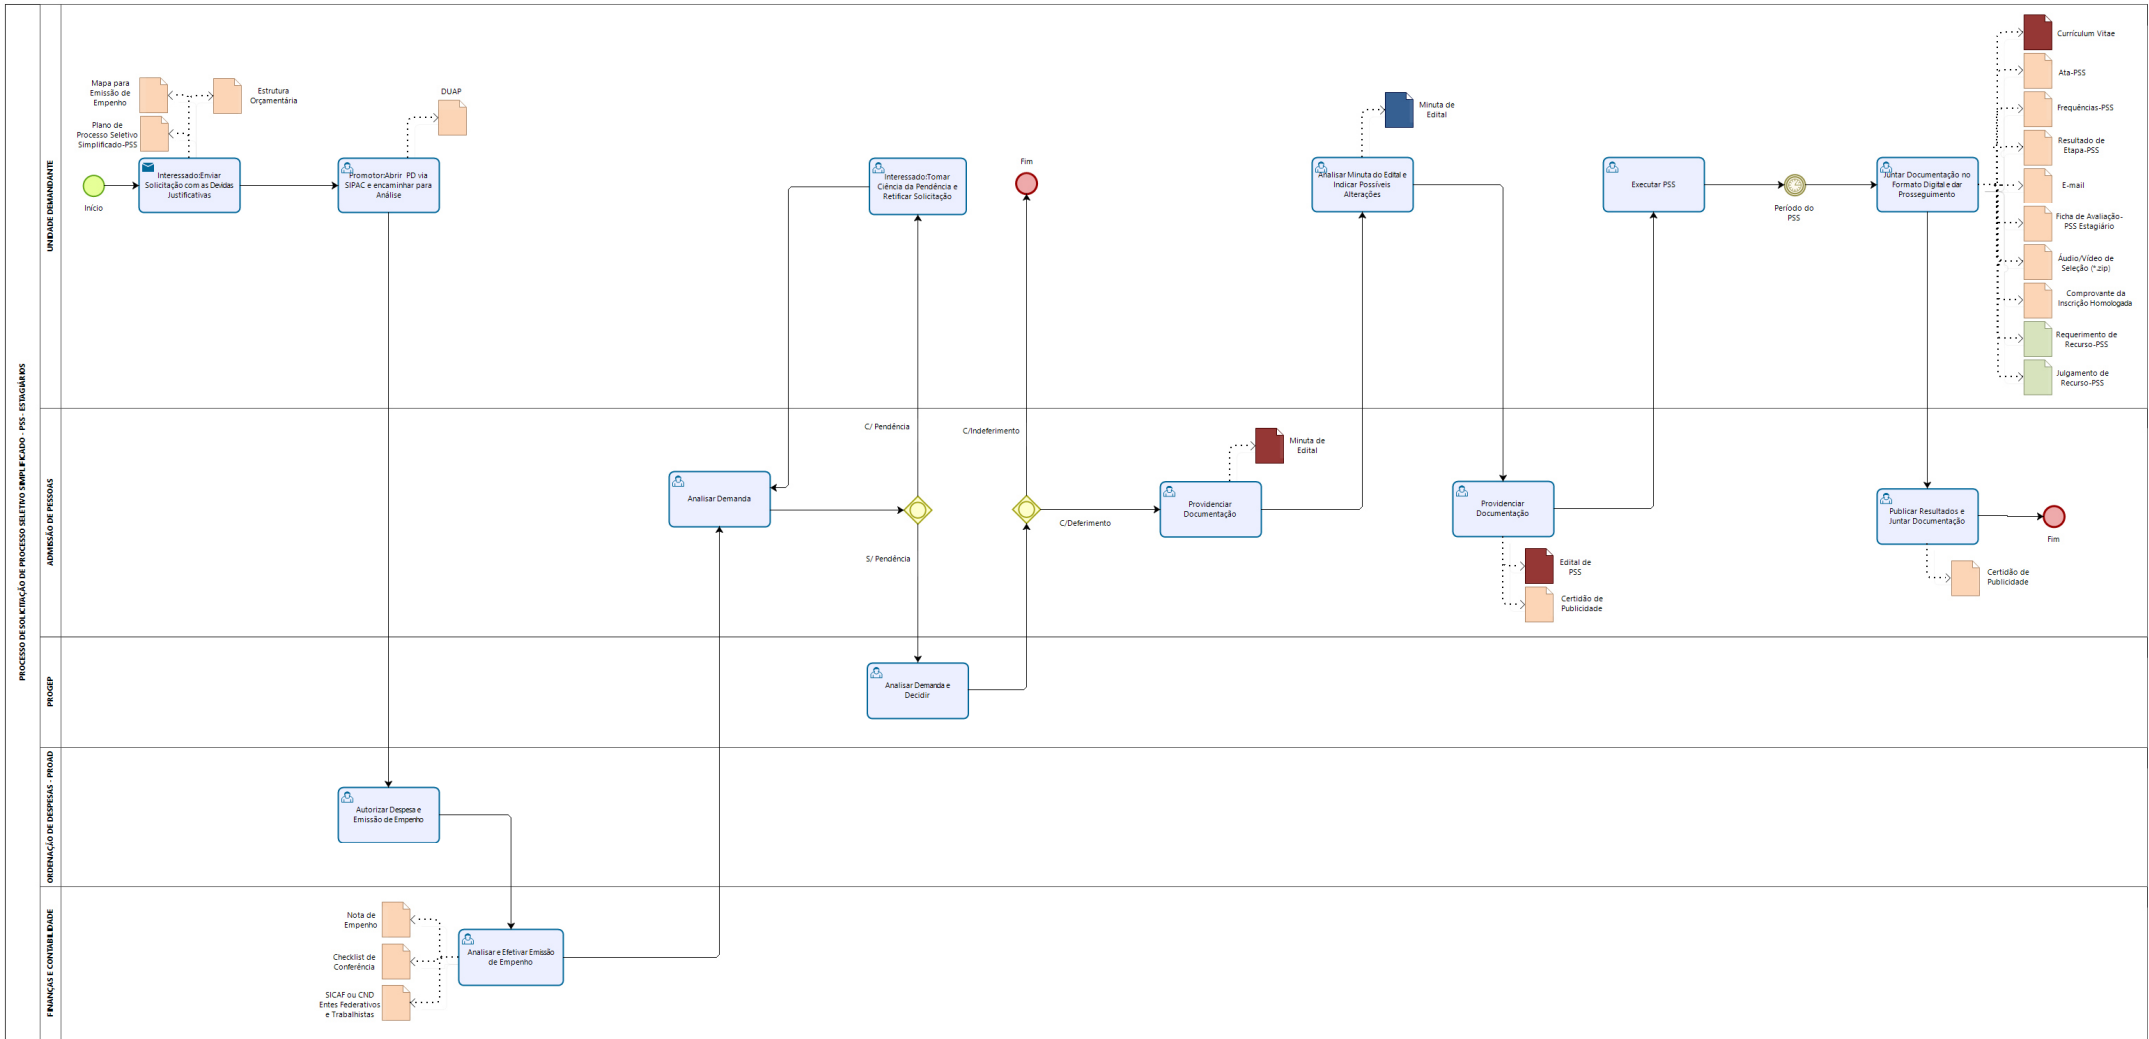 PROCESSO DE SOLICITAÇÃO DE PROCESSO SELETIVO SIMPLIFICADO - PSS - ESTAGIÁRIOS
UNIDADE DEMANDANTE
Mapa para
Emissão de
Empenho
Estrutura
Orçamentária
Plano de
Processo Seletivo
Simplificado-PSS
Início
Interessado:Enviar
Solicitação com as Devidas
Justificativas
DUAP
Promotor:Abrir PD via
SIPAC e encaminhar para
Análise
Interessado:Tomar
Ciência da Pendência e
Retificar Solicitação
Fim
Minuta de
Edital
Analisar Minuta do Edital e
Indicar Possíveis
Alterações
Executar PSS
Período do
PSS
Juntar Documentação no
Formato Digital e dar
Prosseguimento
Currículum Vitae
Ata-PSS
Frequências-PSS
Resultado de
Etapa-PSS
E-mail
Ficha de Avaliação-
PSS Estagiário
Áudio/Vídeo de
Seleção (*.zip)
Comprovante da
Inscrição Homologada
Requerimento de
Recurso-PSS
Julgamento de
Recurso-PSS
ADMISSÃO DE PESSOAS
Analisar Demanda
C/ Pendência
S/ Pendência
C/Indeferimento
C/Deferimento
Minuta de
Edital
Providenciar
Documentação
Providenciar
Documentação
Edital de
PSS
Certidão de
Publicidade
Publicar Resultados e
Juntar Documentação
Fim
Certidão de
Publicidade
PROGEP
Analisar Demanda e
Decidir
ORDENAÇÃO DE DESPESAS - PROAD
Autorizar Despesa e
Emissão de Empenho
FINANÇAS E CONTABILIDADE
Nota de
Empenho
Checklist de
Conferência
SICAF ou CND
Entes Federativos
e Trabalhistas
Analisar e Efetivar Emissão
de Empenho